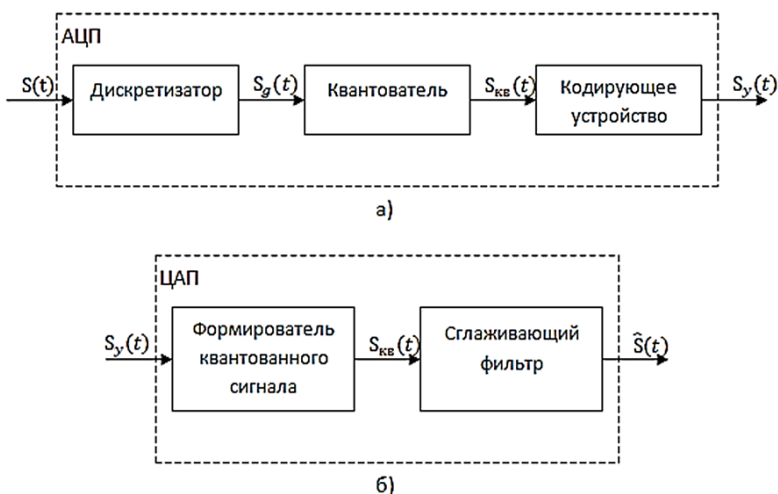 АЦП
S(t)
Дискретизатор
S_g(t)
Квантователь
S_кв(t)
Кодирующее
устройство
S_y(t)
а)
ЦАП
S_y(t)
Формирователь
квантованного
сигнала
S_кв(t)
Сглаживающий
фильтр
Ŝ(t)
б)